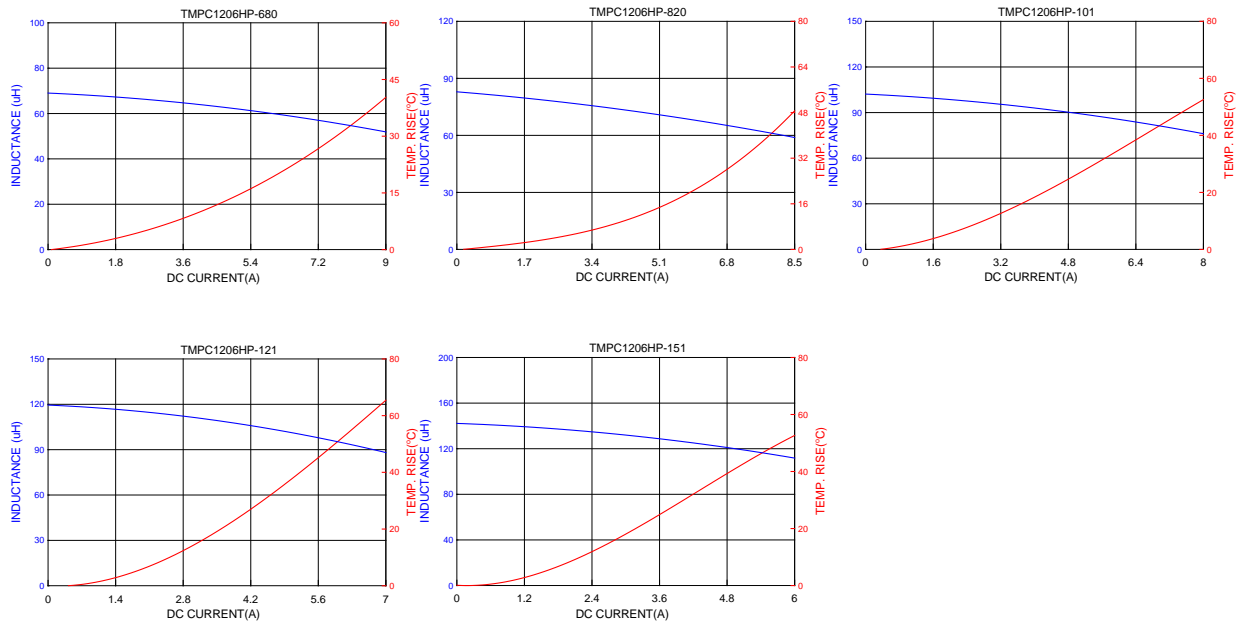 TMPC1206HP-680
100
80
60
40
20
0
INDUCTANCE (uH)
60
45
30
15
0
TEMP. RISE(°C)
0 1.8 3.6 5.4 7.2 9
DC CURRENT(A)
TMPC1206HP-820
120
90
60
30
0
INDUCTANCE (uH)
80
64
48
32
16
0
TEMP. RISE(°C)
0 1.7 3.4 5.1 6.8 8.5
DC CURRENT(A)
TMPC1206HP-101
150
120
90
60
30
0
INDUCTANCE (uH)
80
60
40
20
0
TEMP. RISE(°C)
0 1.6 3.2 4.8 6.4 8
DC CURRENT(A)
TMPC1206HP-121
150
120
90
60
30
0
INDUCTANCE (uH)
80
60
40
20
0
TEMP. RISE(°C)
0 1.4 2.8 4.2 5.6 7
DC CURRENT(A)
TMPC1206HP-151
200
160
120
140
40
0
INDUCTANCE (uH)
80
60
40
20
0
TEMP. RISE(°C)
0 1.2 2.4 3.6 4.8 6
DC CURRENT(A)